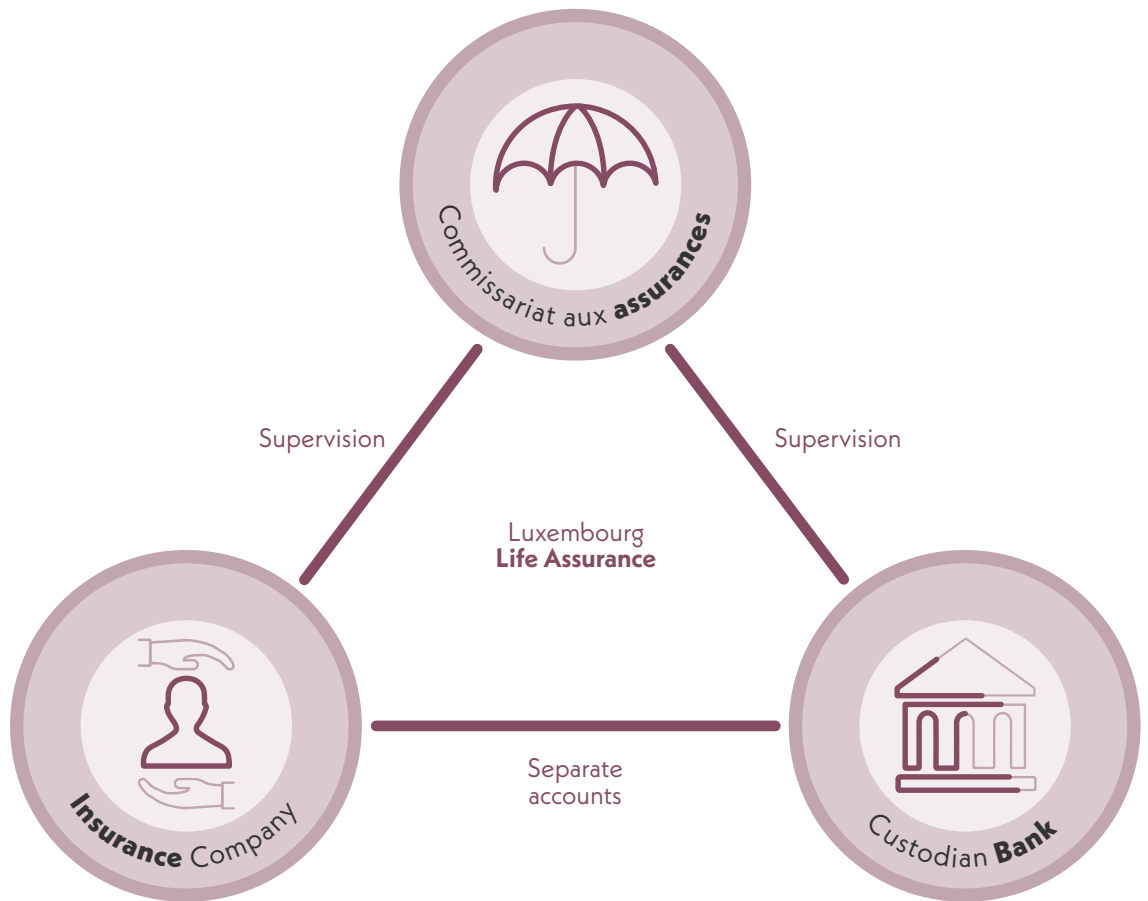 Commissariat aux assurances
Supervision
Supervision
Luxembourg
Life Assurance
Insurance Company
Separate
accounts
Custodian Bank